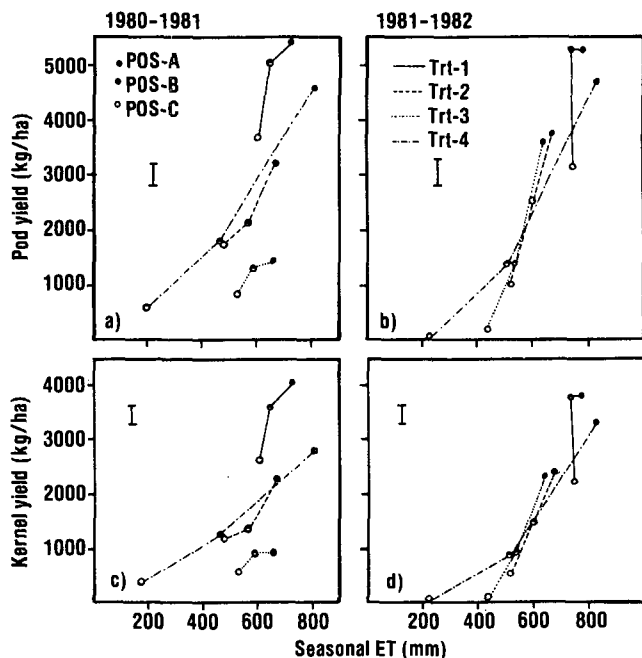 1980-1981
1981-1982
Pod yield (kg/ha)
5000
4000
3000
2000
1000
POS-A
POS-B
POS-C
a)
Trt-1
Trt-2
Trt-3
Trt-4
b)
Kernel yield (kg/ha)
4000
3000
2000
1000
c)
d)
200 400 600 800
200 400 600 800
Seasonal ET (mm)